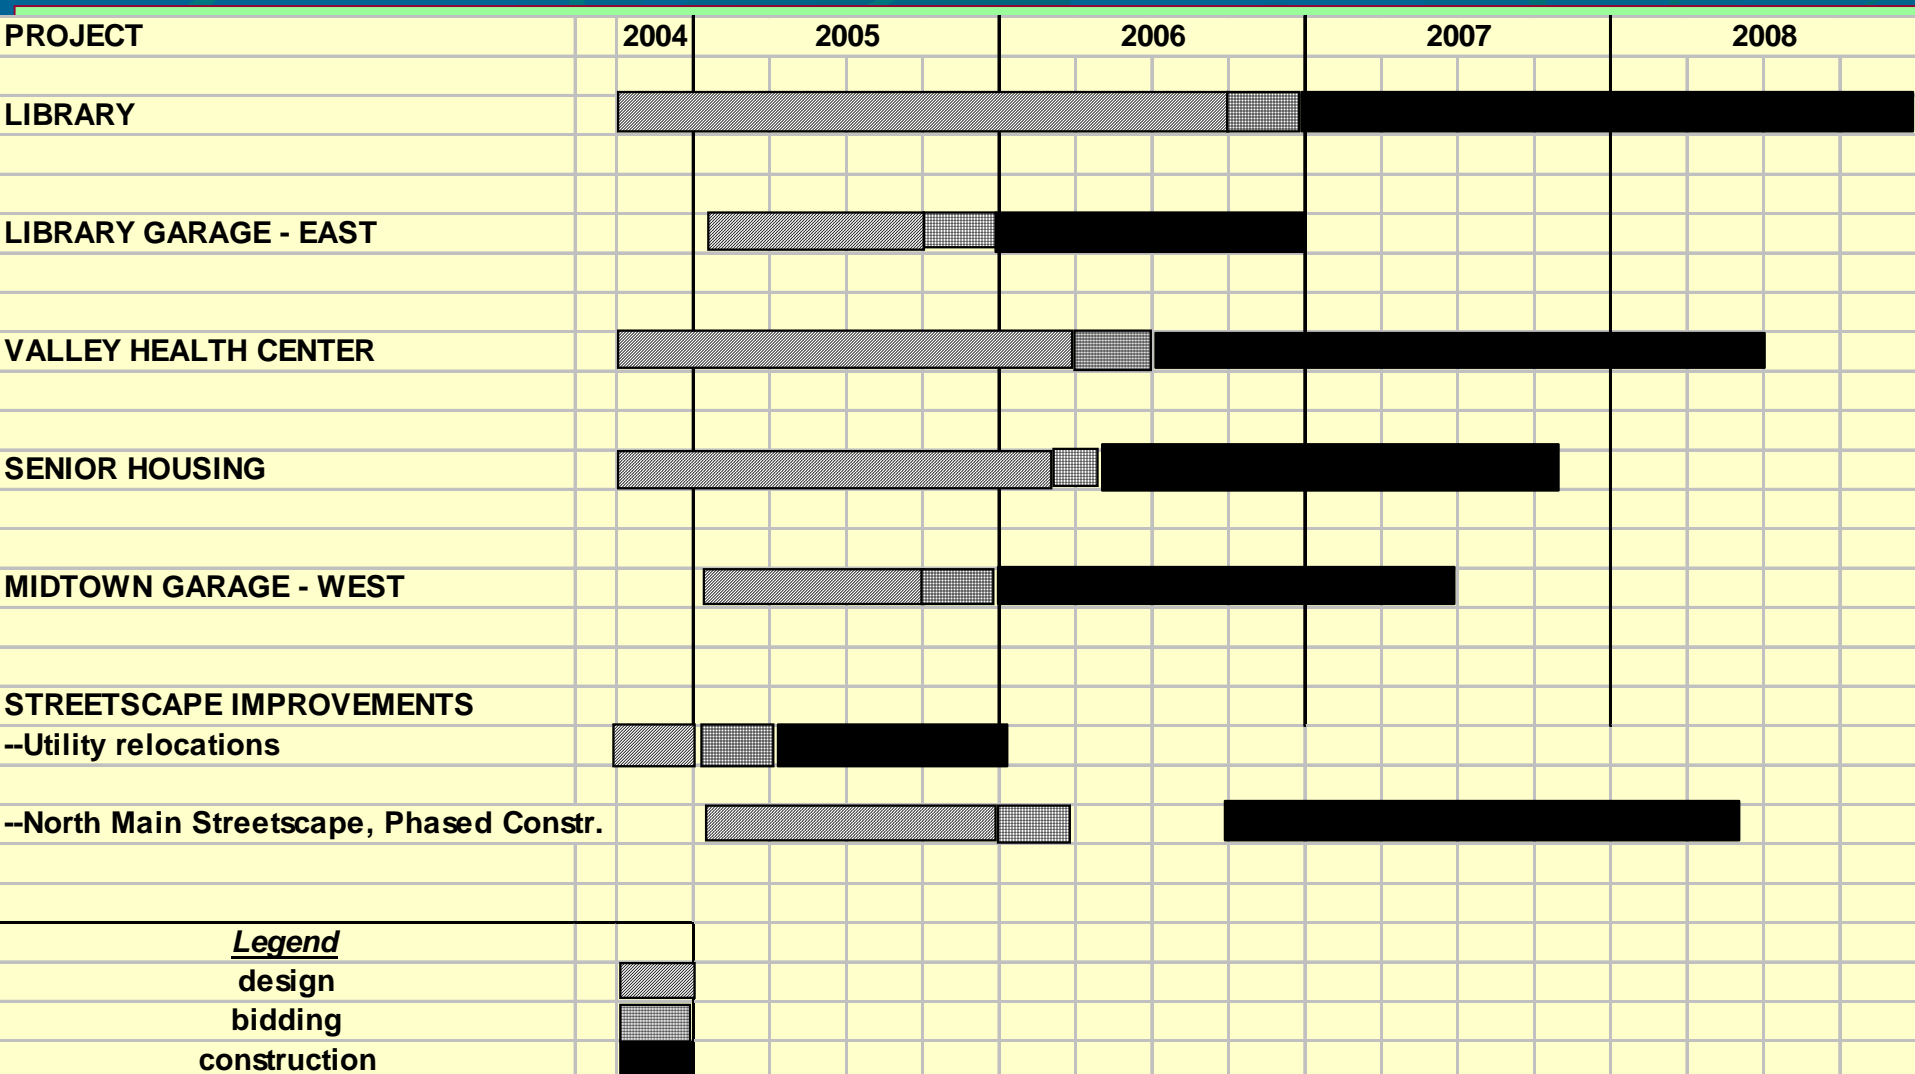 PROJECT 2004 2005 2006 2007 2008
LIBRARY
LIBRARY GARAGE - EAST
VALLEY HEALTH CENTER
SENIOR HOUSING
MIDTOWN GARAGE - WEST
STREETSCAPE IMPROVEMENTS
--Utility relocations
--North Main Streetscape, Phased Constr.
Legend
design
bidding
construction